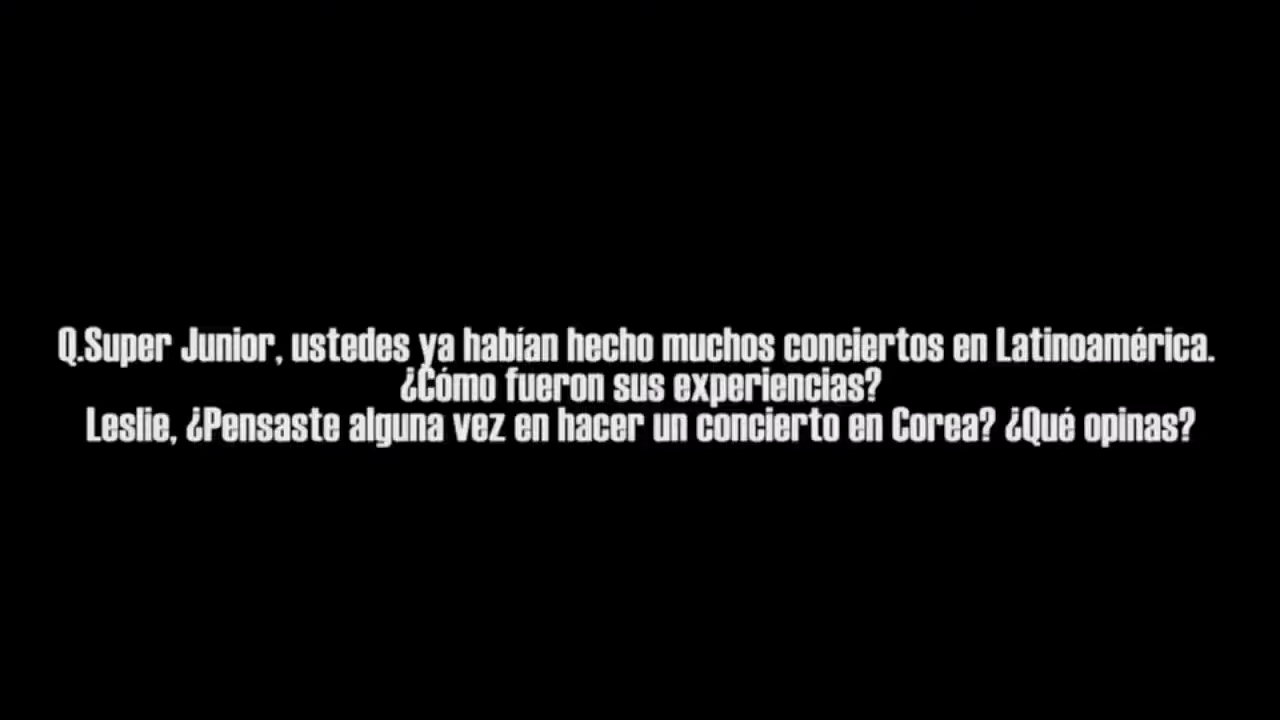 Q.Super Junior, ustedes ya habían hecho muchos conciertos en Latinoamérica.
¿Cómo fueron sus experiencias?
Leslie, ¿Pensaste alguna vez en hacer un concierto en Corea? ¿Qué opinas?